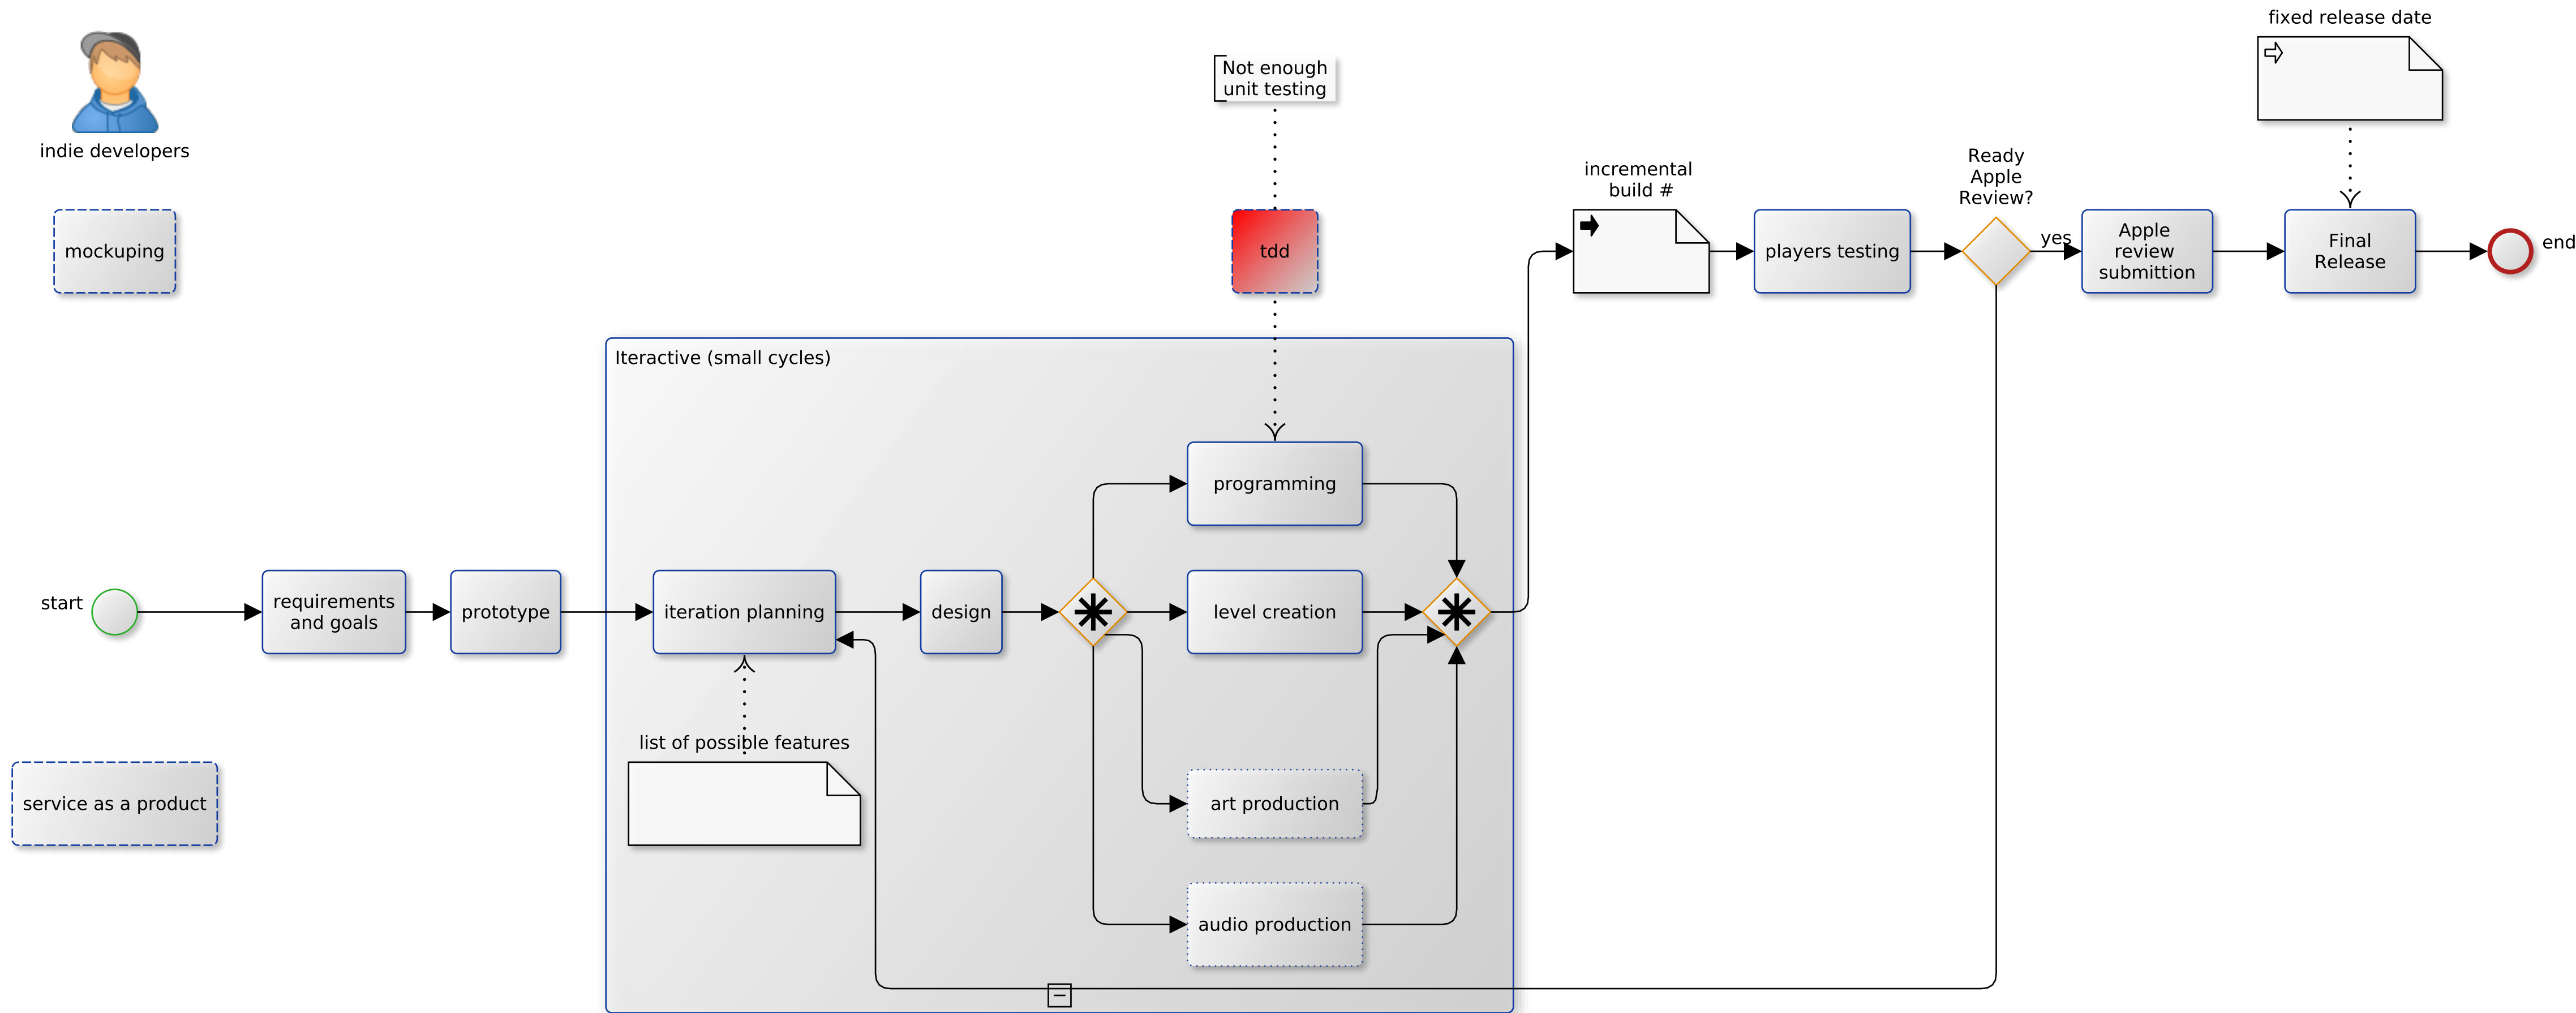 fixed release date
Not enough
unit testing
indie developers
incremental
build #
Ready
Apple
Review?
mockuping
tdd
players testing
yes
Apple
review
submittion
Final
Release
end
Iteractive (small cycles)
programming
start
requirements
and goals
prototype
iteration planning
design
level creation
list of possible features
service as a product
art production
audio production